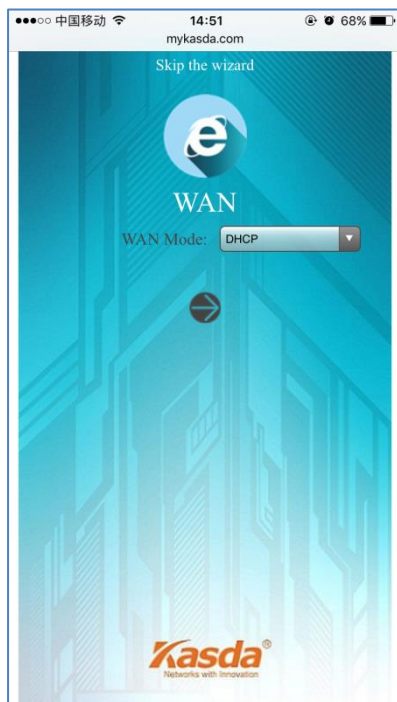 中国移动 14:51 68%
mykasda.com
Skip the wizard
WAN
WAN Mode: DHCP
Kasda®
Networks with Innovation